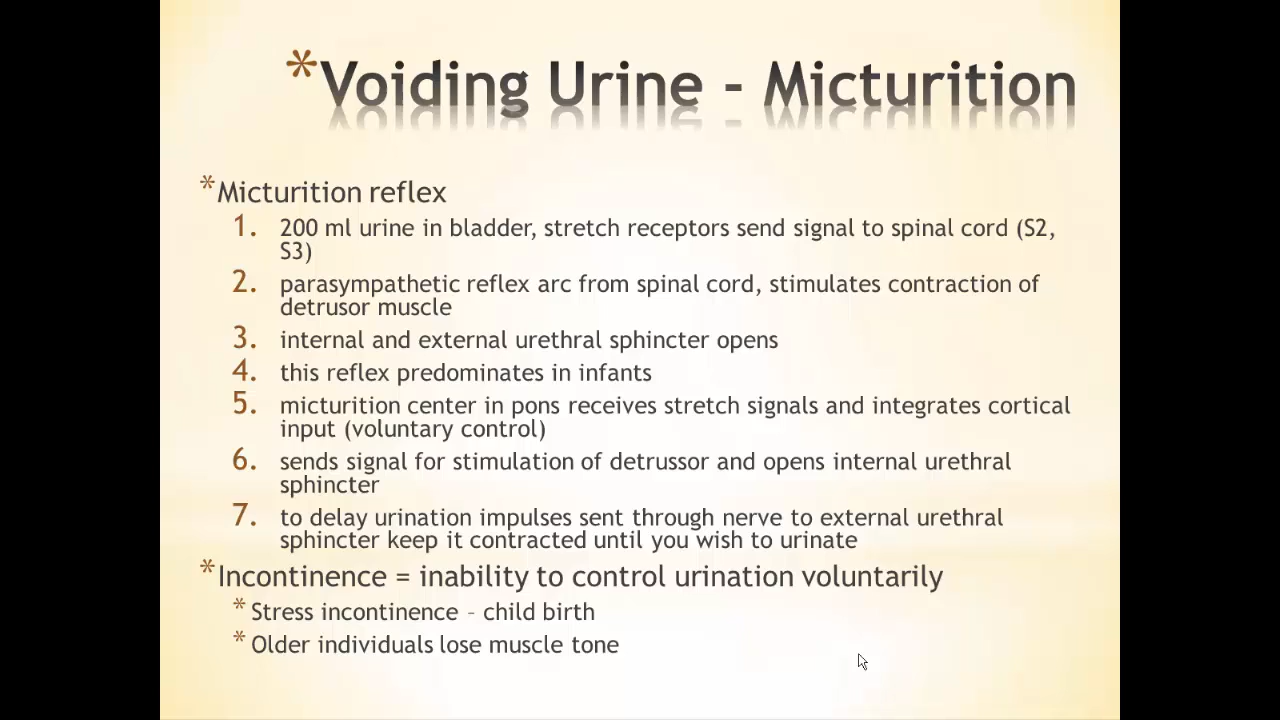 *Voiding Urine - Micturition
*Micturition reflex
1. 200 ml urine in bladder, stretch receptors send signal to spinal cord (S2,
S3)
2. parasympathetic reflex arc from spinal cord, stimulates contraction of
detrusor muscle
3. internal and external urethral sphincter opens
4. this reflex predominates in infants
5. micturition center in pons receives stretch signals and integrates cortical
input (voluntary control)
6. sends signal for stimulation of detrussor and opens internal urethral
sphincter
7. to delay urination impulses sent through nerve to external urethral
sphincter keep it contracted until you wish to urinate
*Incontinence = inability to control urination voluntarily
*Stress incontinence – child birth
*Older individuals lose muscle tone